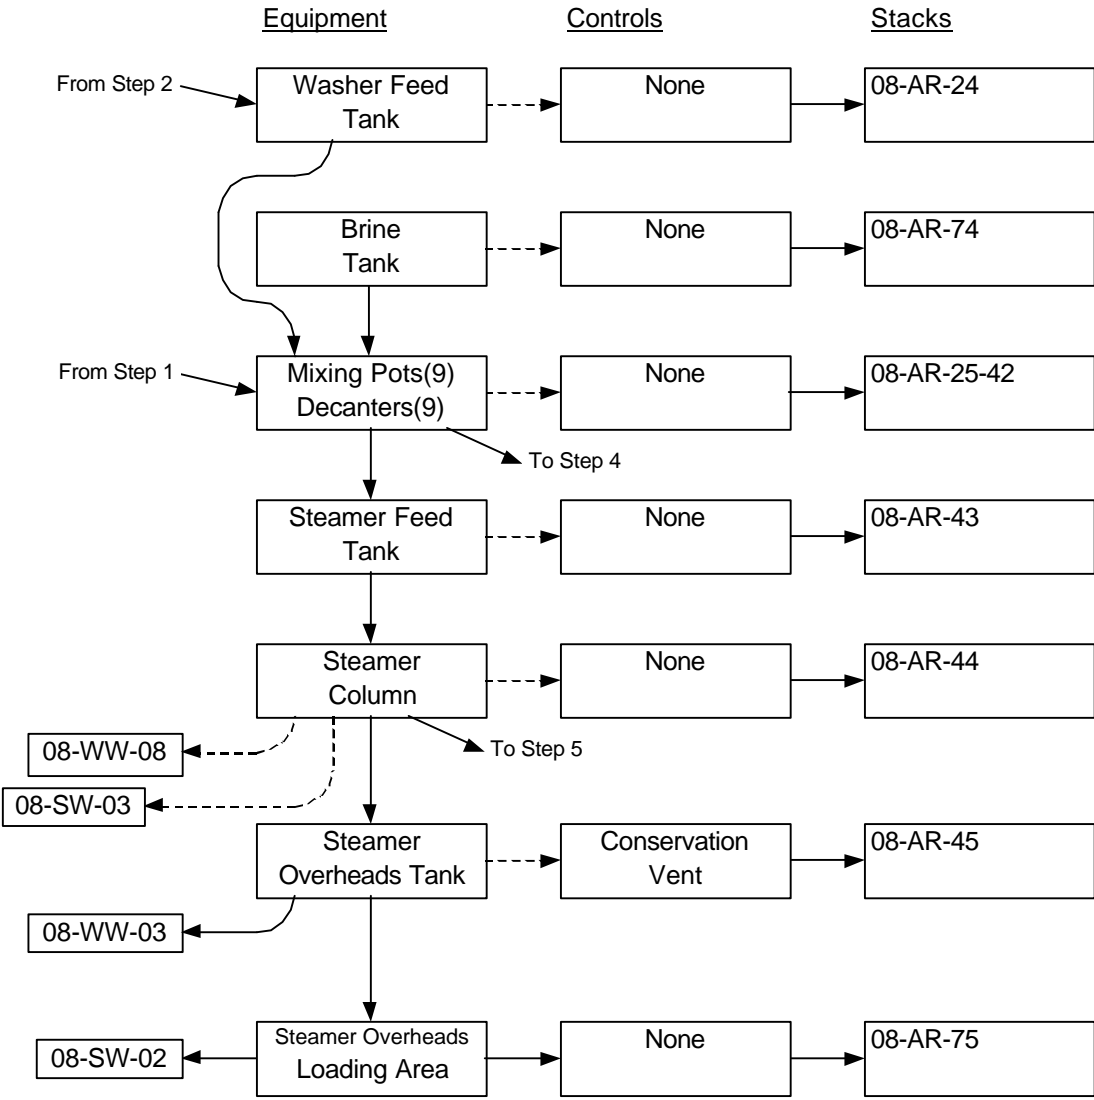 Equipment Controls Stacks
From Step 2
Washer Feed
Tank
None
08-AR-24
Brine
Tank
None
08-AR-74
From Step 1
Mixing Pots(9)
Decanters(9)
None
08-AR-25-42
To Step 4
Steamer Feed
Tank
None
08-AR-43
Steamer
Column
None
08-AR-44
To Step 5
08-WW-08
08-SW-03
Steamer
Overheads Tank
Conservation
Vent
08-AR-45
08-WW-03
Steamer Overheads
Loading Area
None
08-AR-75
08-SW-02